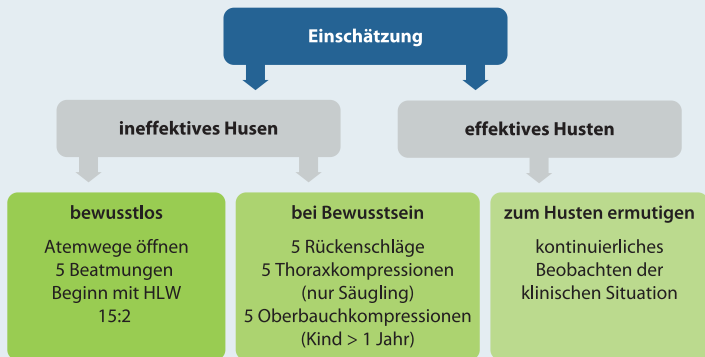 Einschätzung
ineffektives Husen
effektives Husten
bewusstlos
Atemwege öffnen
5 Beatmungen
Beginn mit HLW
15:2
bei Bewusstsein
5 Rückenschläge
5 Thoraxkompressionen
(nur Säugling)
5 Oberbauchkompressionen
(Kind > 1 Jahr)
zum Husten ermutigen
kontinuierliches
Beobachten der
klinischen Situation